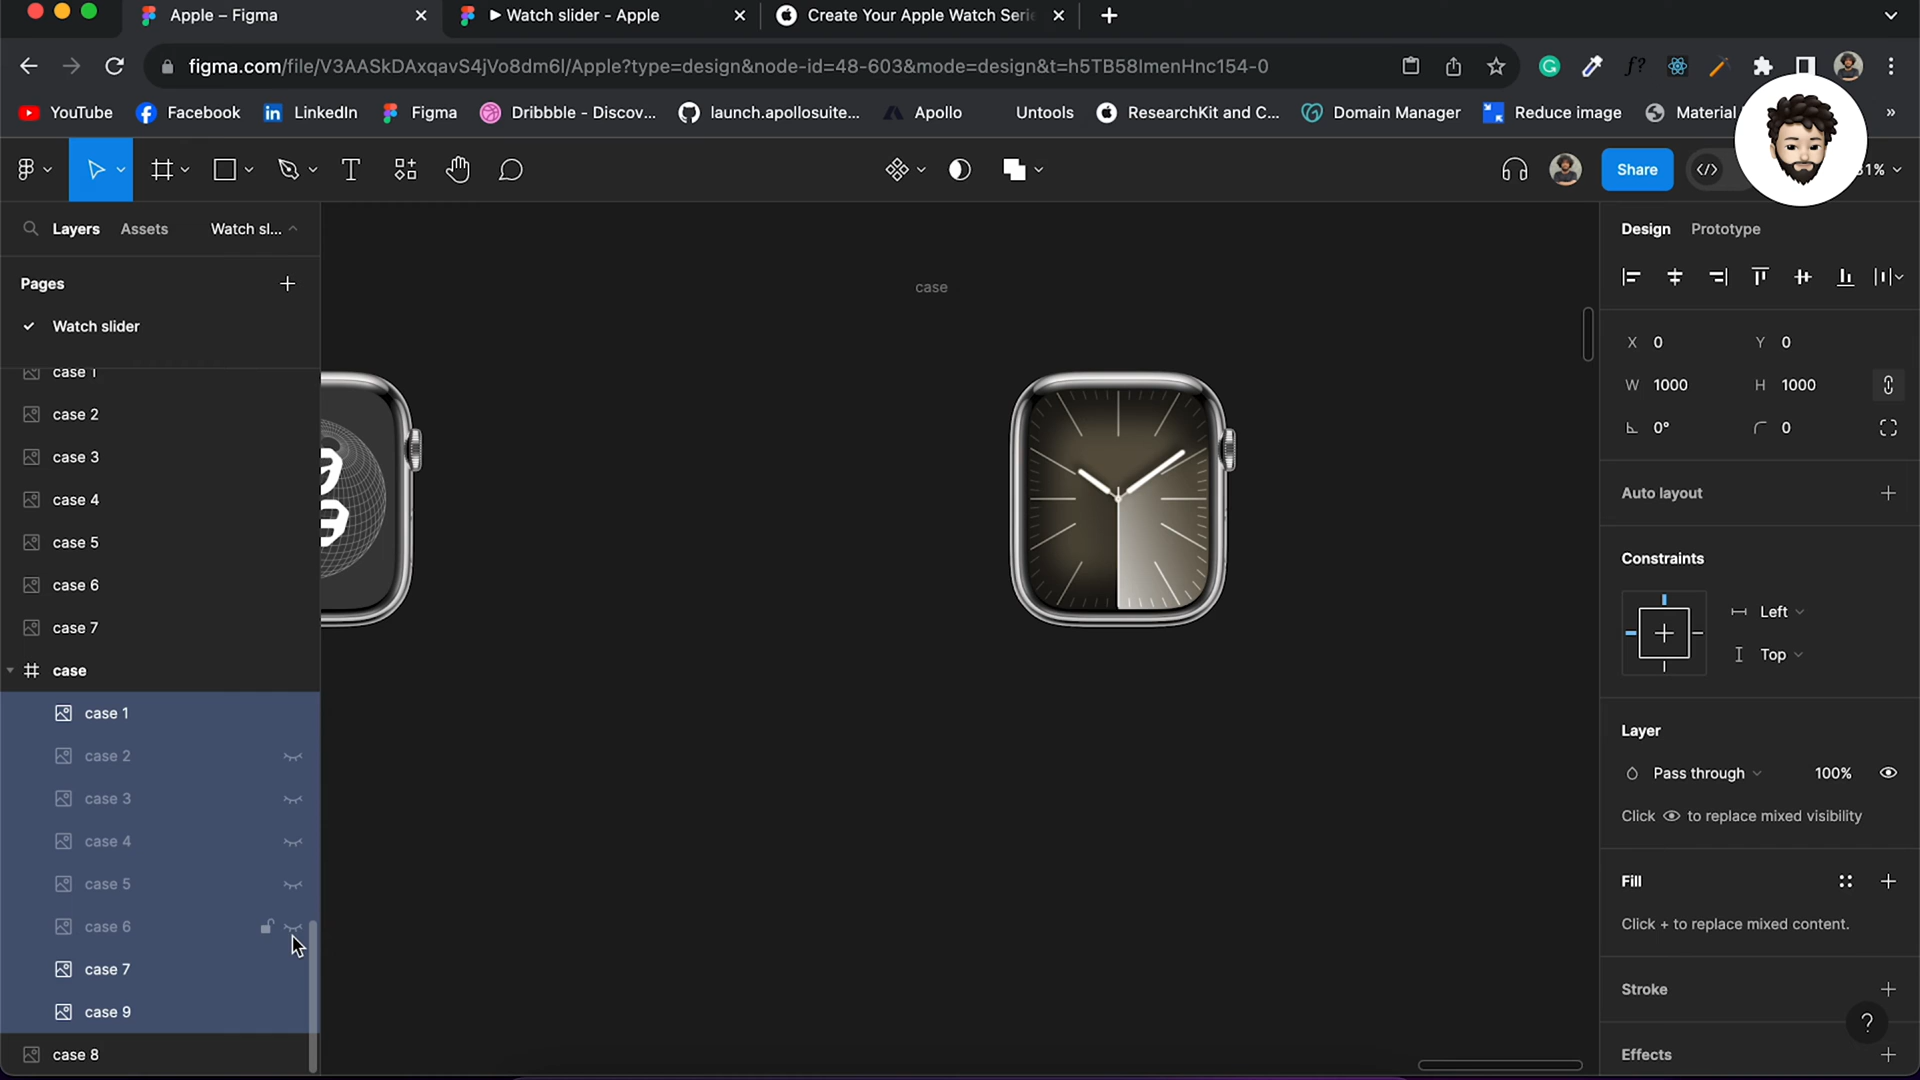 Apple – Figma
Watch slider - Apple
Create Your Apple Watch Seri
figma.com/file/V3AASkDAxqavS4jVo8dm6l/Apple?type=design&node-id=48-603&mode=design&t=h5TB58ImenHnc154-0
f?
YouTube
Facebook
LinkedIn
Figma
Dribbble - Discov...
launch.apollosuite...
Apollo
Untools
ResearchKit and C...
Domain Manager
Reduce image
Material
»
T
Share
1%
Layers
Assets
Watch sl...
Pages
Watch slider
case 1
case 2
case 3
case 4
case 5
case 6
case 7
case
case 1
case 2
case 3
case 4
case 5
case 6
case 7
case 9
case 8
case
Design
Prototype
X 0
Y 0
W 1000
H 1000
0°
0
Auto layout
Constraints
Left
Top
Layer
Pass through
100%
Click to replace mixed visibility
Fill
Click + to replace mixed content.
Stroke
?
Effects